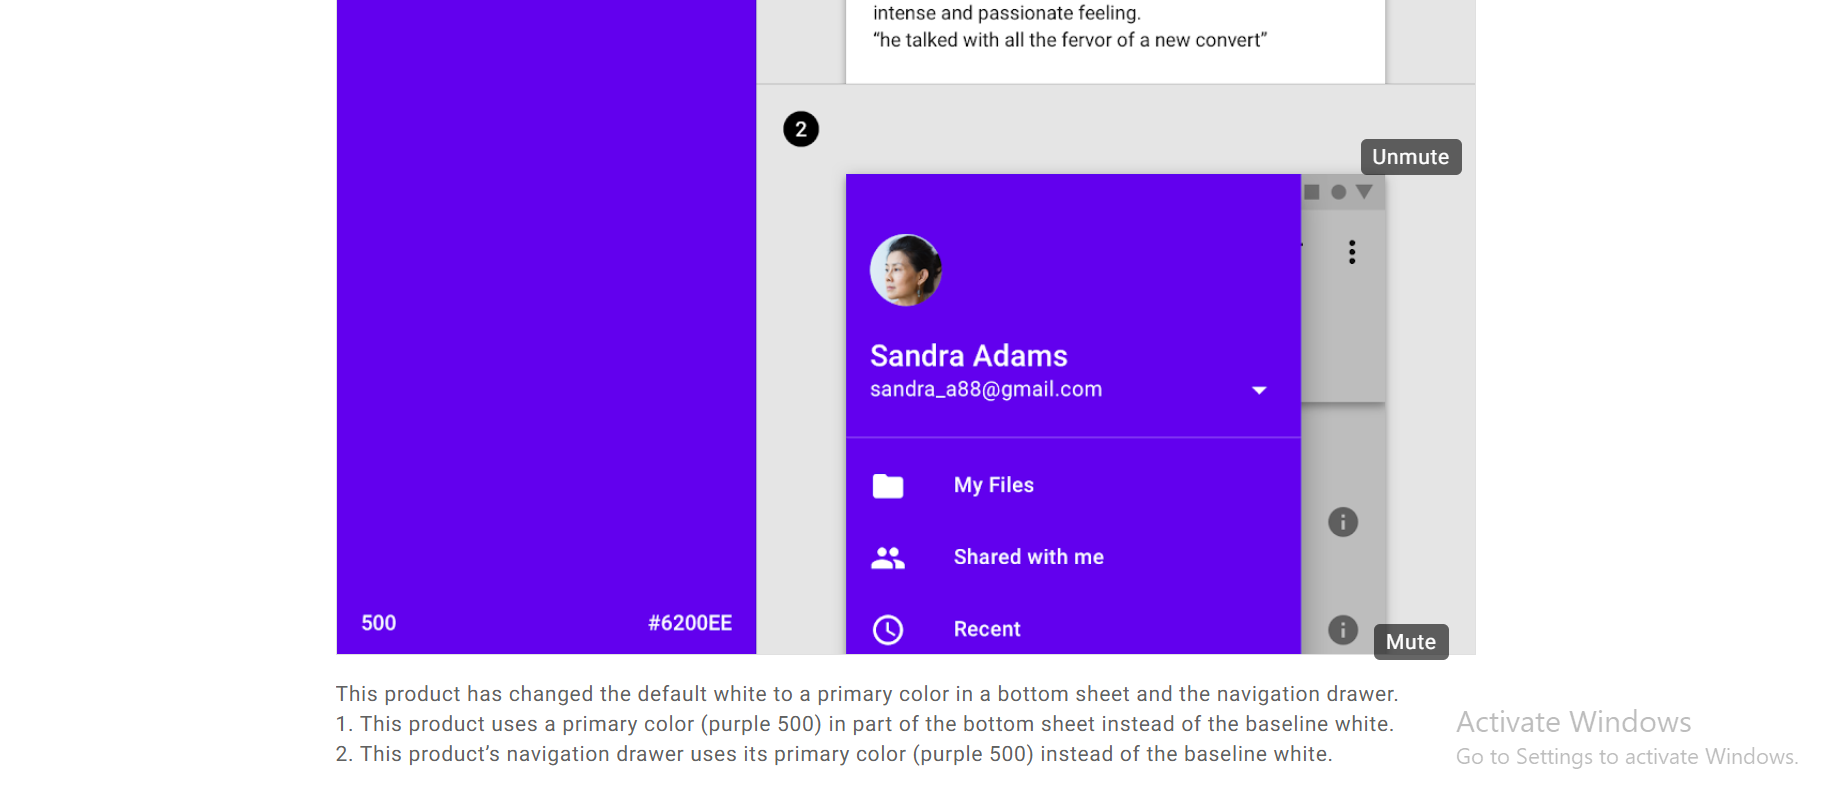 intense and passionate feeling.
“he talked with all the fervor of a new convert”
2
Unmute
Sandra Adams
sandra_a88@gmail.com
My Files
Shared with me
Recent
500 #6200EE
Mute
This product has changed the default white to a primary color in a bottom sheet and the navigation drawer.
1. This product uses a primary color (purple 500) in part of the bottom sheet instead of the baseline white.
2. This product’s navigation drawer uses its primary color (purple 500) instead of the baseline white.
Activate Windows
Go to Settings to activate Windows.